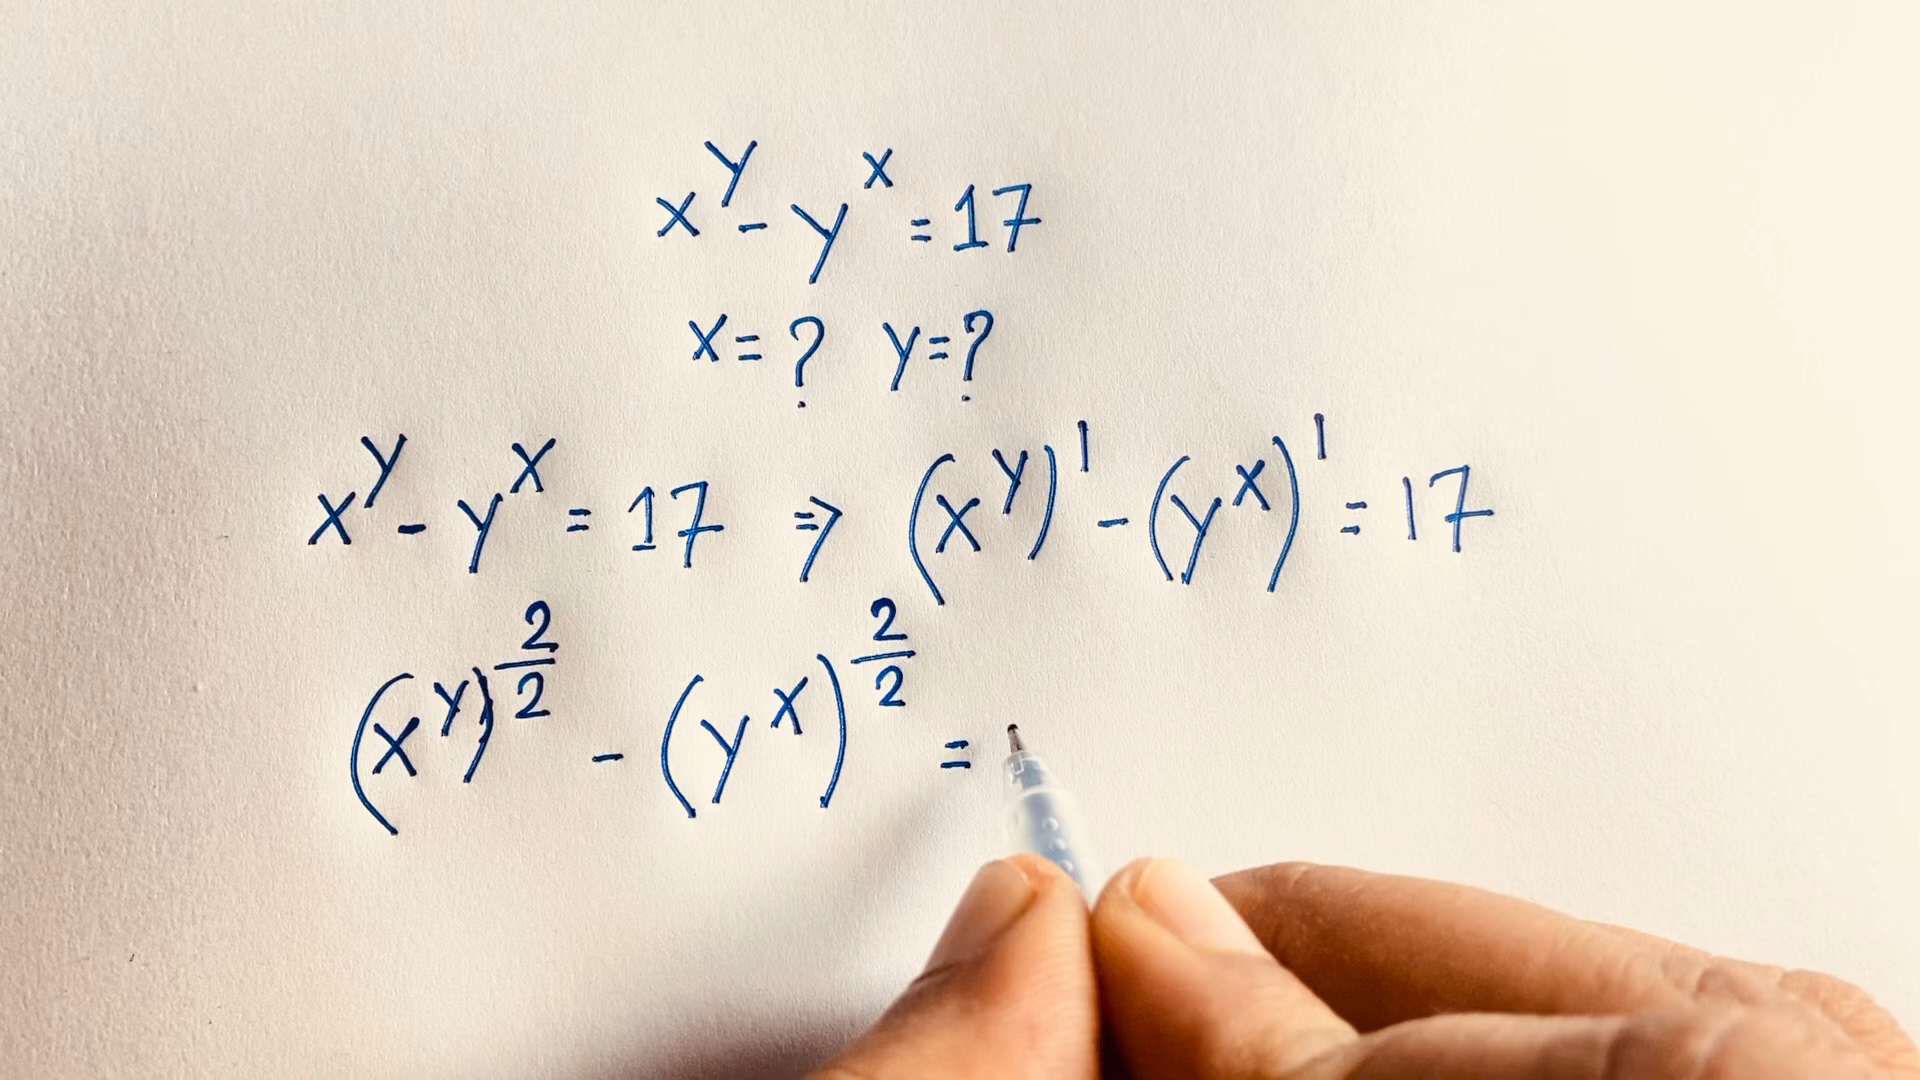 x^y - y^x = 17
x = ? y = ?
x^y - y^x = 17 ⇒ (x^y)^1 - (y^x)^1 = 17
(x^y)^(2/2) - (y^x)^(2/2) =